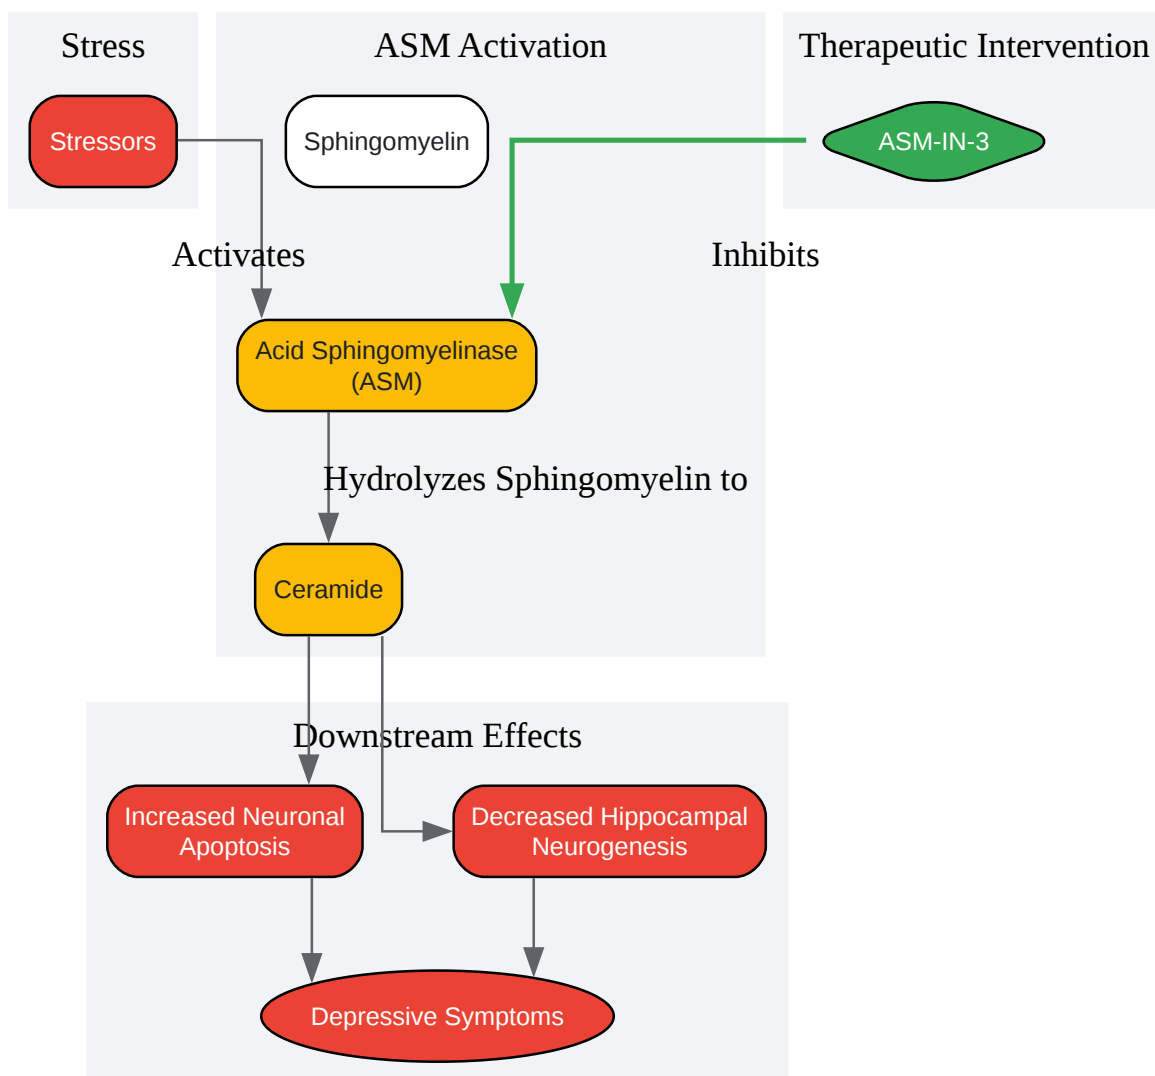 Stress
ASM Activation
Therapeutic Intervention
Stressors
Sphingomyelin
ASM-IN-3
Activates
Inhibits
Acid Sphingomyelinase
(ASM)
Hydrolyzes Sphingomyelin to
Ceramide
Downstream Effects
Increased Neuronal
Apoptosis
Decreased Hippocampal
Neurogenesis
Depressive Symptoms